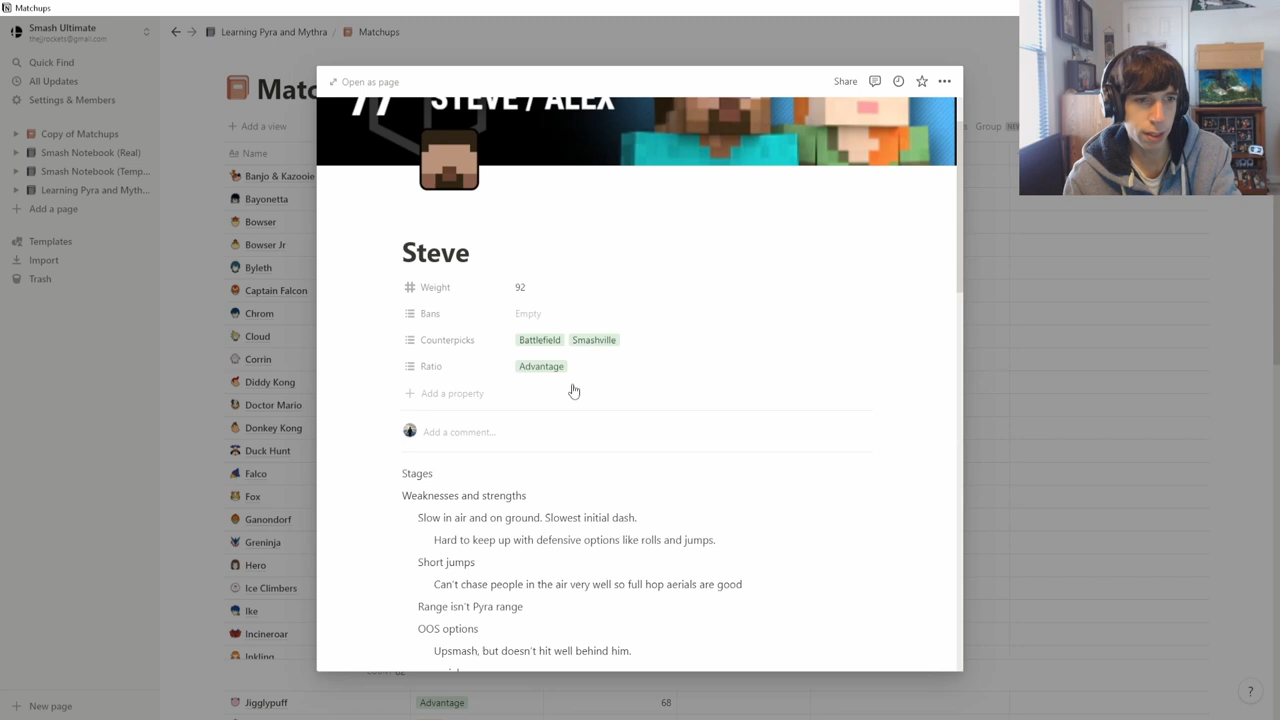 Matchups
Smash Ultimate
thejjrockets@gmail.com
Learning Pyra and Mythra / Matchups
Quick Find
All Updates
Settings & Members
Copy of Matchups
Smash Notebook (Real)
Smash Notebook (Temp...
Learning Pyra and Myth...
Add a page
Templates
Import
Trash
New page
Matc
Add a view
Group
Name
Banjo & Kazooie
Bayonetta
Bowser
Bowser Jr
Byleth
Captain Falcon
Chrom
Cloud
Corrin
Diddy Kong
Doctor Mario
Donkey Kong
Duck Hunt
Falco
Fox
Ganondorf
Greninja
Hero
Ice Climbers
Ike
Incineroar
Inkling
Jigglypuff Advantage 68
Open as page
Share
77 STEVE / ALEX
Steve
Weight 92
Bans Empty
Counterpicks Battlefield Smashville
Ratio Advantage
Add a property
Add a comment...
Stages
Weaknesses and strengths
Slow in air and on ground. Slowest initial dash.
Hard to keep up with defensive options like rolls and jumps.
Short jumps
Can't chase people in the air very well so full hop aerials are good
Range isn't Pyra range
OOS options
Upsmash, but doesn't hit well behind him.
?